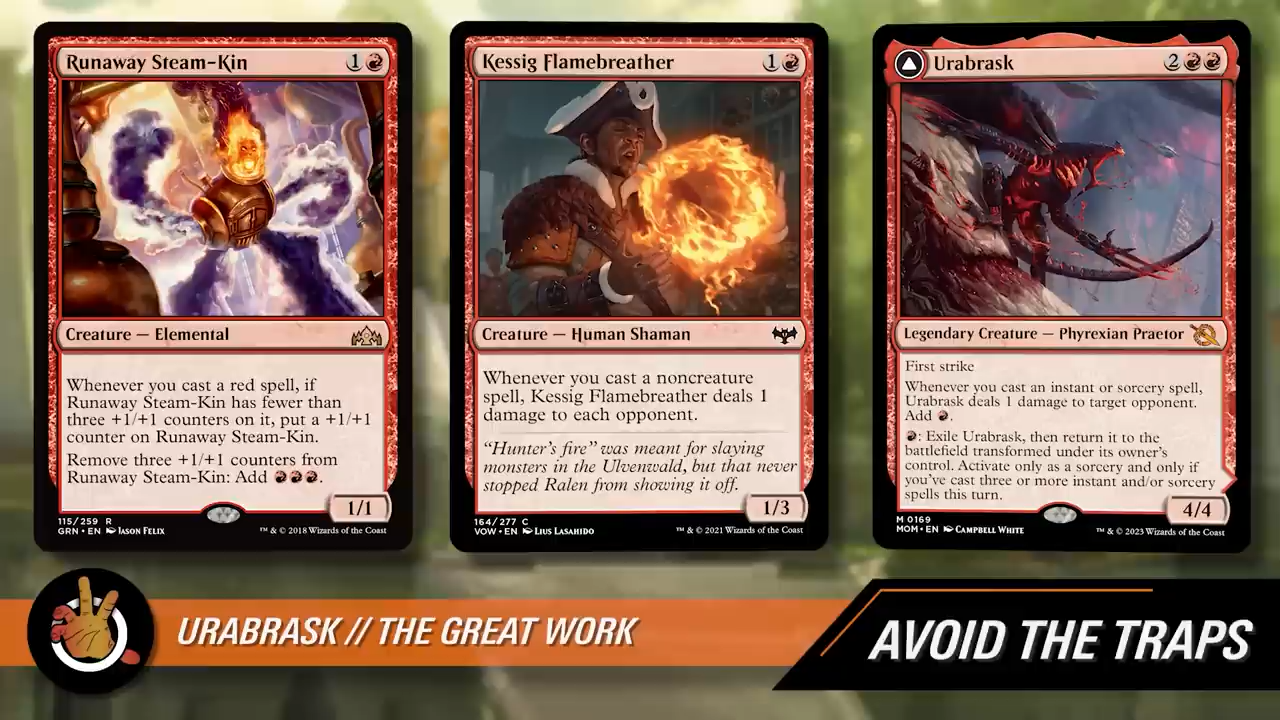 Runaway Steam-Kin 1
Creature — Elemental
Whenever you cast a red spell, if
Runaway Steam-Kin has fewer than
three +1/+1 counters on it, put a +1/+1
counter on Runaway Steam-Kin.
Remove three +1/+1 counters from
Runaway Steam-Kin: Add .
1/1
115/259 R
GRN • EN JASON FELIX
™ & © 2018 Wizards of the Coast
Kessig Flamebreather 1
Creature — Human Shaman
Whenever you cast a noncreature
spell, Kessig Flamebreather deals 1
damage to each opponent.
"Hunter's fire" was meant for slaying
monsters in the Ulvenwald, but that never
stopped Ralen from showing it off.
1/3
164/277 C
VOW • EN LIUS LASAHIDO
™ & © 2021 Wizards of the Coast
Urabrask 2
Legendary Creature — Phyrexian Praetor
First strike
Whenever you cast an instant or sorcery spell,
Urabrask deals 1 damage to target opponent.
Add .
: Exile Urabrask, then return it to the
battlefield transformed under its owner's
control. Activate only as a sorcery and only if
you've cast three or more instant and/or sorcery
spells this turn.
4/4
M 0169
MOM • EN CAMPBELL WHITE
™ & © 2023 Wizards of the Coast
URABRASK // THE GREAT WORK
AVOID THE TRAPS